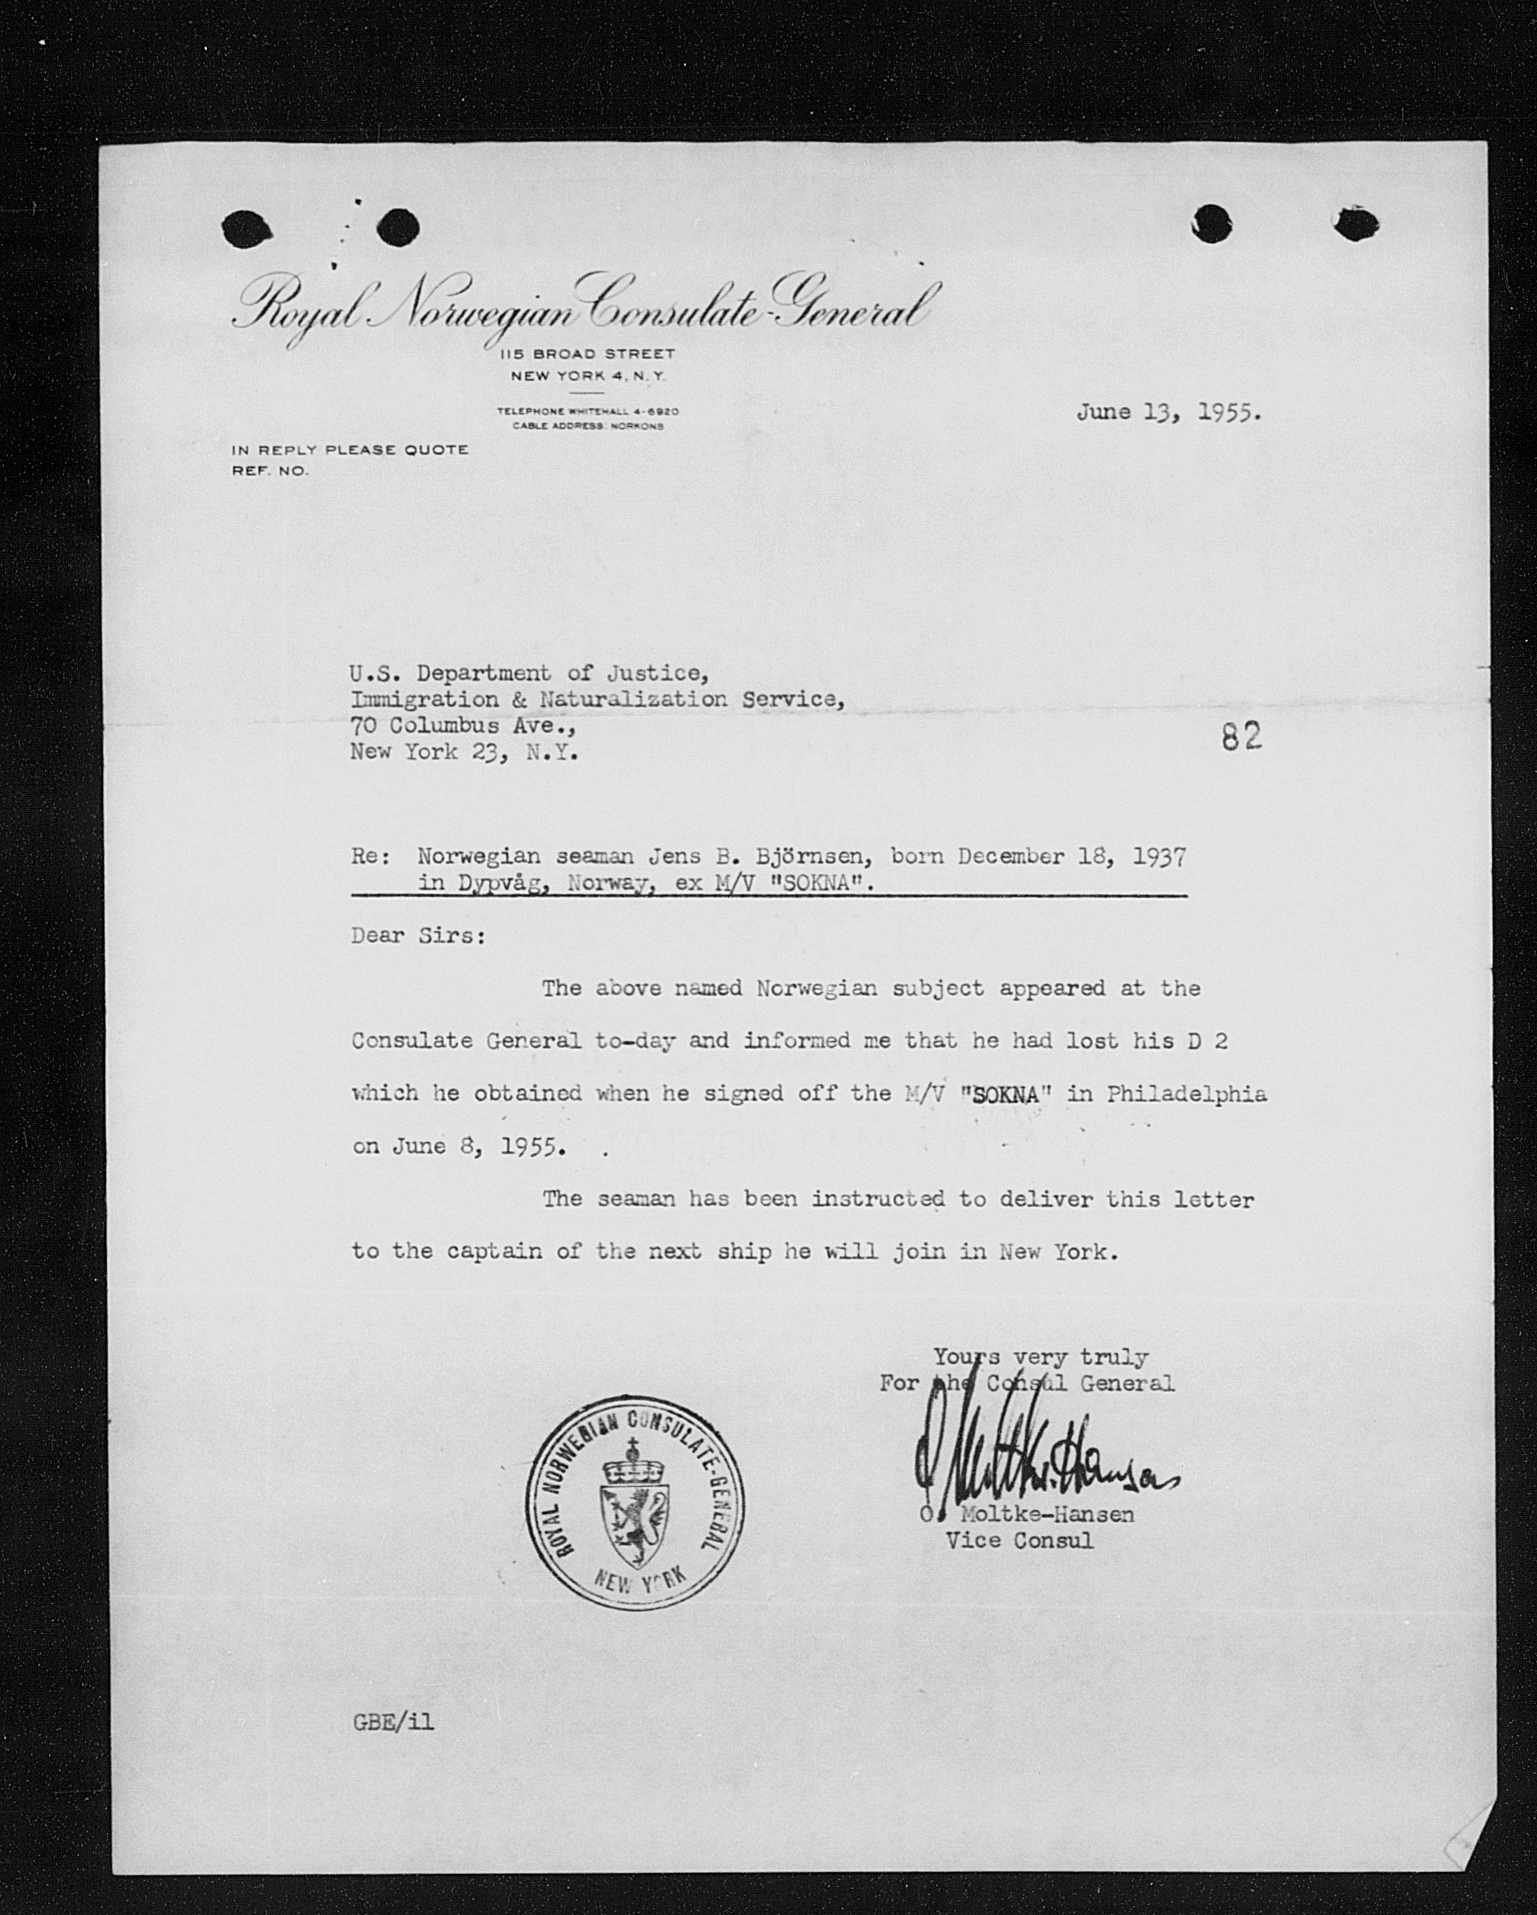 Royal Norwegian Consulate-General
115 BROAD STREET
NEW YORK 4, N.Y.
TELEPHONE WHITEHALL 4-6920
CABLE ADDRESS: NORKONS
June 13, 1955.
IN REPLY PLEASE QUOTE
REF. NO.
U.S. Department of Justice,
Immigration & Naturalization Service,
70 Columbus Ave.,
New York 23, N.Y.
82
Re: Norwegian seaman Jens B. Björnsen, born December 18, 1937
in Dypvåg, Norway, ex M/V "SOKNA".
Dear Sirs:
The above named Norwegian subject appeared at the
Consulate General to-day and informed me that he had lost his D 2
which he obtained when he signed off the M/V "SOKNA" in Philadelphia
on June 8, 1955. .
The seaman has been instructed to deliver this letter
to the captain of the next ship he will join in New York.
Yours very truly
For the Consul General
O. Moltke-Hansen
O. Moltke-Hansen
Vice Consul
ROYAL NORWEGIAN CONSULATE-GENERAL
NEW YORK
GBE/il